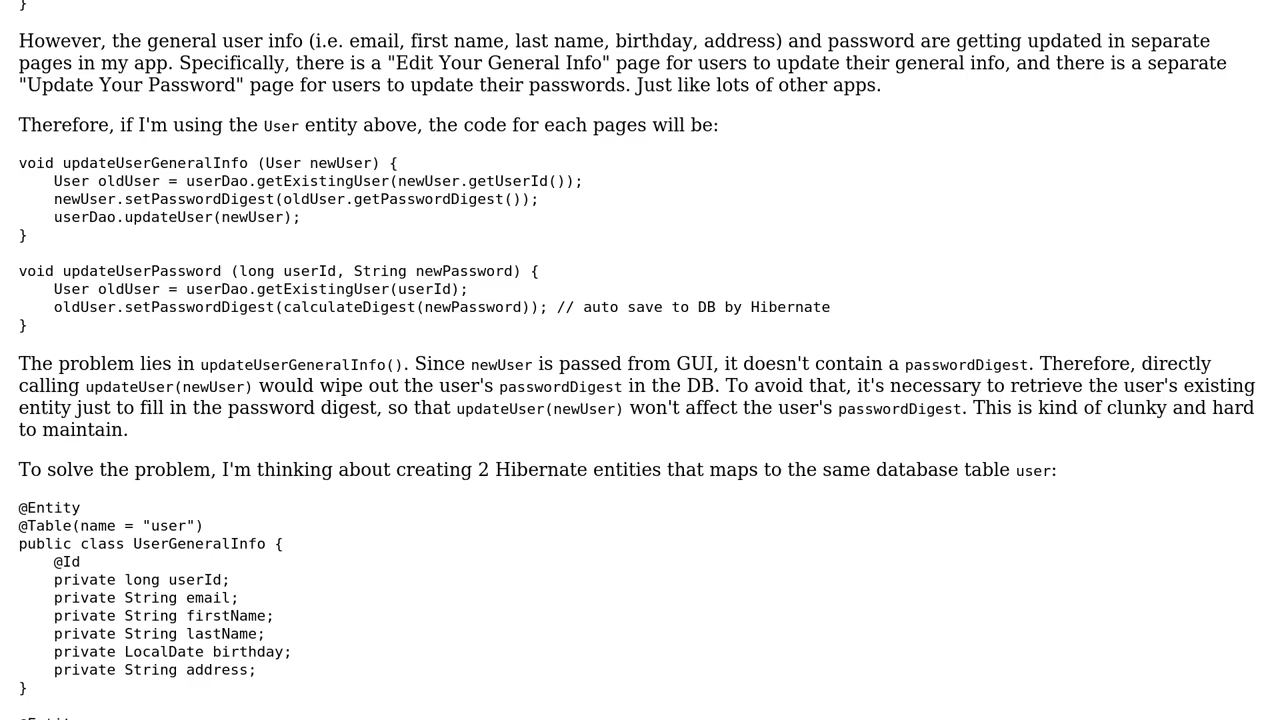 }
However, the general user info (i.e. email, first name, last name, birthday, address) and password are getting updated in separate
pages in my app. Specifically, there is a "Edit Your General Info" page for users to update their general info, and there is a separate
"Update Your Password" page for users to update their passwords. Just like lots of other apps.
Therefore, if I'm using the User entity above, the code for each pages will be:
void updateUserGeneralInfo (User newUser) {
    User oldUser = userDao.getExistingUser(newUser.getUserId());
    newUser.setPasswordDigest(oldUser.getPasswordDigest());
    userDao.updateUser(newUser);
}
void updateUserPassword (long userId, String newPassword) {
    User oldUser = userDao.getExistingUser(userId);
    oldUser.setPasswordDigest(calculateDigest(newPassword)); // auto save to DB by Hibernate
}
The problem lies in updateUserGeneralInfo(). Since newUser is passed from GUI, it doesn't contain a passwordDigest. Therefore, directly
calling updateUser(newUser) would wipe out the user's passwordDigest in the DB. To avoid that, it's necessary to retrieve the user's existing
entity just to fill in the password digest, so that updateUser(newUser) won't affect the user's passwordDigest. This is kind of clunky and hard
to maintain.
To solve the problem, I'm thinking about creating 2 Hibernate entities that maps to the same database table user:
@Entity
@Table(name = "user")
public class UserGeneralInfo {
    @Id
    private long userId;
    private String email;
    private String firstName;
    private String lastName;
    private LocalDate birthday;
    private String address;
}
@Entity